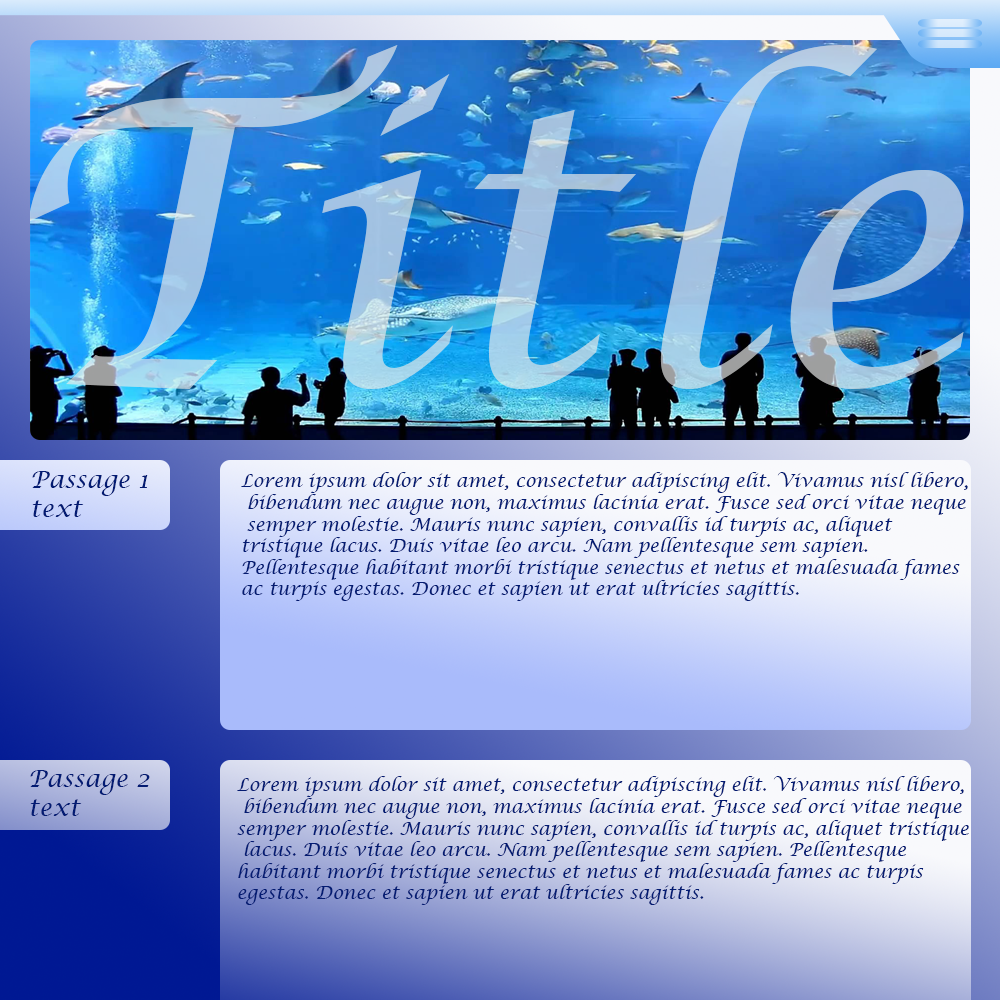 Title
Passage 1
text
Lorem ipsum dolor sit amet, consectetur adipiscing elit. Vivamus nisl libero,
bibendum nec augue non, maximus lacinia erat. Fusce sed orci vitae neque
semper molestie. Mauris nunc sapien, convallis id turpis ac, aliquet
tristique lacus. Duis vitae leo arcu. Nam pellentesque sem sapien.
Pellentesque habitant morbi tristique senectus et netus et malesuada fames
ac turpis egestas. Donec et sapien ut erat ultricies sagittis.
Passage 2
text
Lorem ipsum dolor sit amet, consectetur adipiscing elit. Vivamus nisl libero,
bibendum nec augue non, maximus lacinia erat. Fusce sed orci vitae neque
semper molestie. Mauris nunc sapien, convallis id turpis ac, aliquet tristique
lacus. Duis vitae leo arcu. Nam pellentesque sem sapien. Pellentesque
habitant morbi tristique senectus et netus et malesuada fames ac turpis
egestas. Donec et sapien ut erat ultricies sagittis.